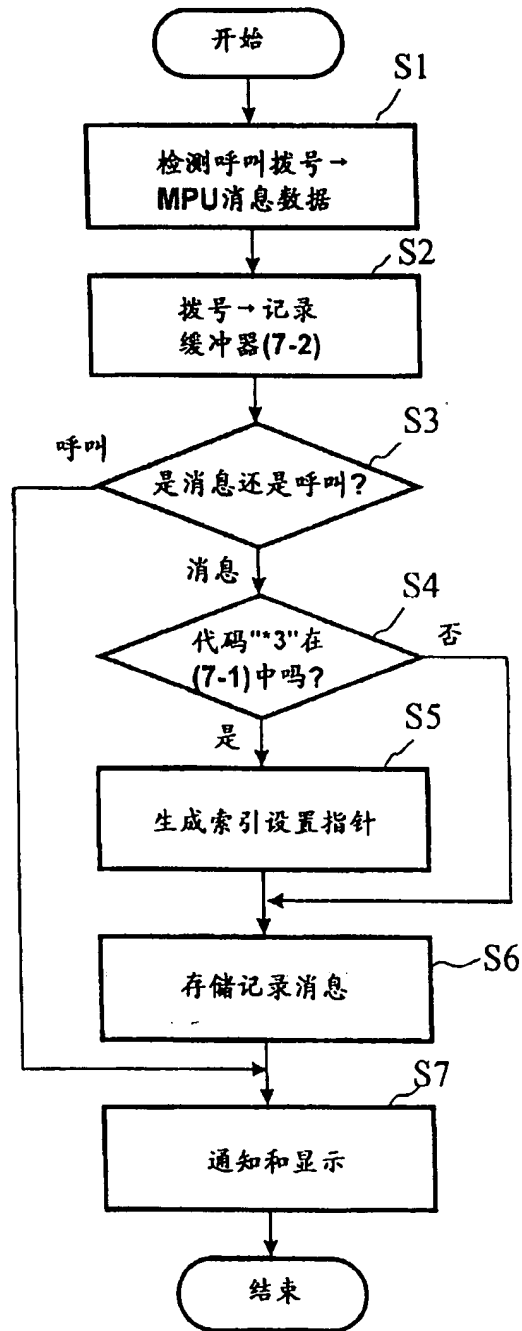 开始
S1
检测呼叫拨号→
MPU消息数据
S2
拨号→记录
缓冲器(7-2)
S3
呼叫
是消息还是呼叫?
消息
S4
代码"*3"在
(7-1)中吗?
否
是
S5
生成索引设置指针
S6
存储记录消息
S7
通知和显示
结束